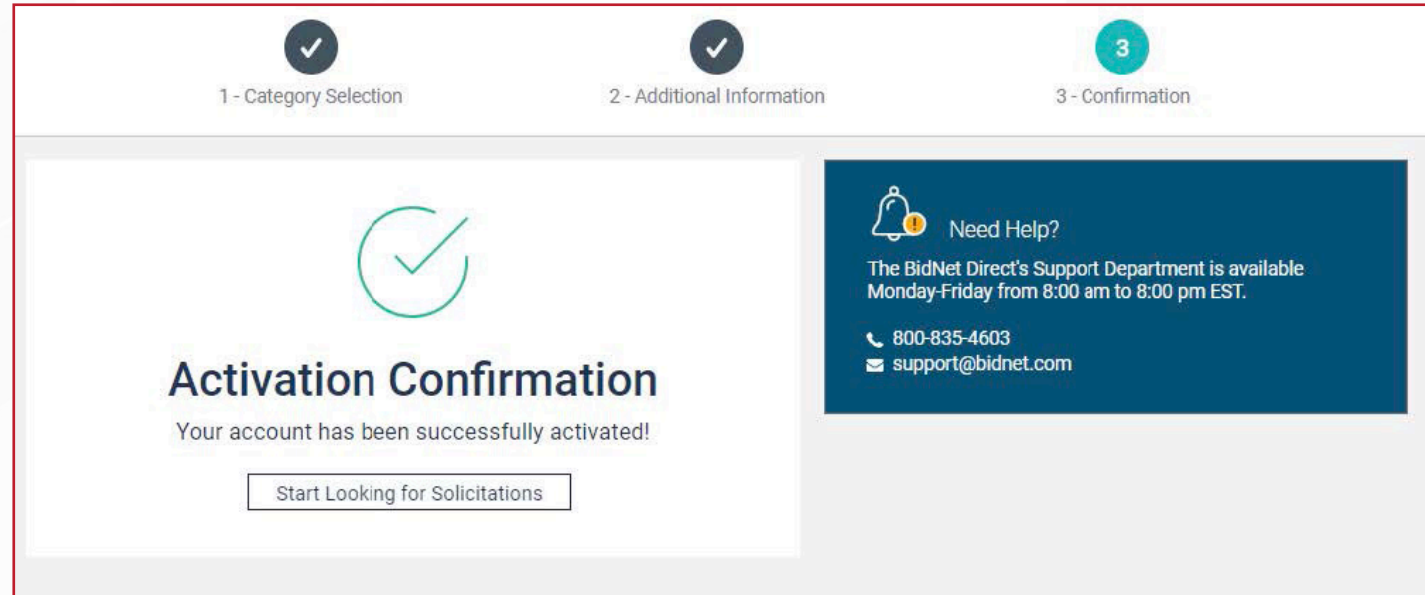 3
1 - Category Selection
2 - Additional Information
3 - Confirmation
Activation Confirmation
Your account has been successfully activated!
Start Looking for Solicitations
!
Need Help?
The BidNet Direct's Support Department is available
Monday-Friday from 8:00 am to 8:00 pm EST.
800-835-4603
support@bidnet.com